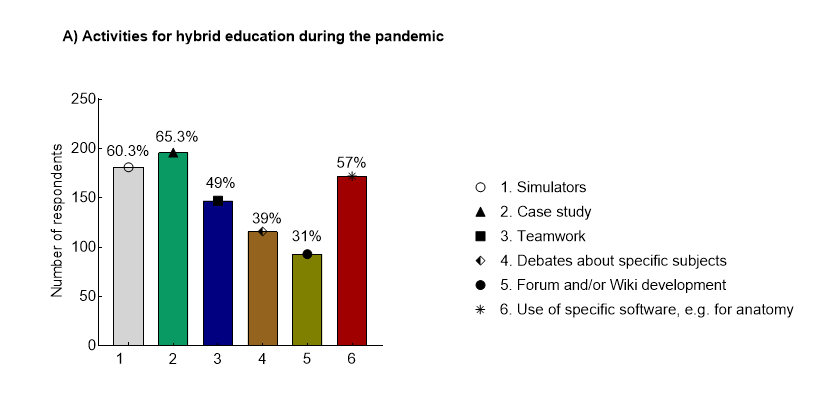 A) Activities for hybrid education during the pandemic
250
200
150
100
50
0
Number of respondents
60.3%
65.3%
49%
39%
31%
57%
1 2 3 4 5 6
1. Simulators
2. Case study
3. Teamwork
4. Debates about specific subjects
5. Forum and/or Wiki development
6. Use of specific software, e.g. for anatomy